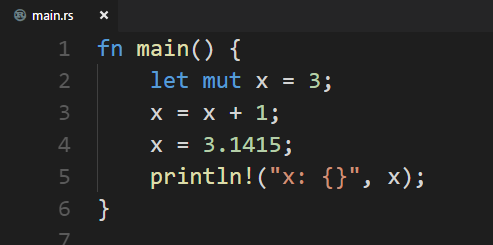 main.rs ×
1 fn main() {
2     let mut x = 3;
3     x = x + 1;
4     x = 3.1415;
5     println!("x: {}", x);
6 }
7